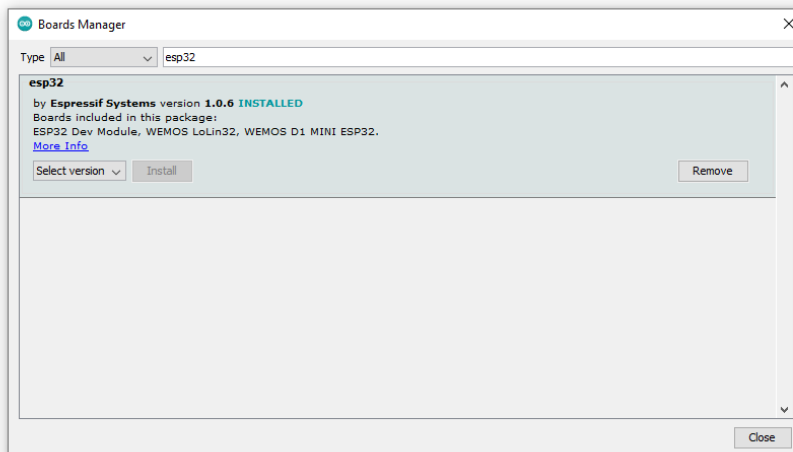 Boards Manager
Type All esp32
esp32
by Espressif Systems version 1.0.6 INSTALLED
Boards included in this package:
ESP32 Dev Module, WEMOS LoLin32, WEMOS D1 MINI ESP32.
More Info
Select version Install Remove
Close